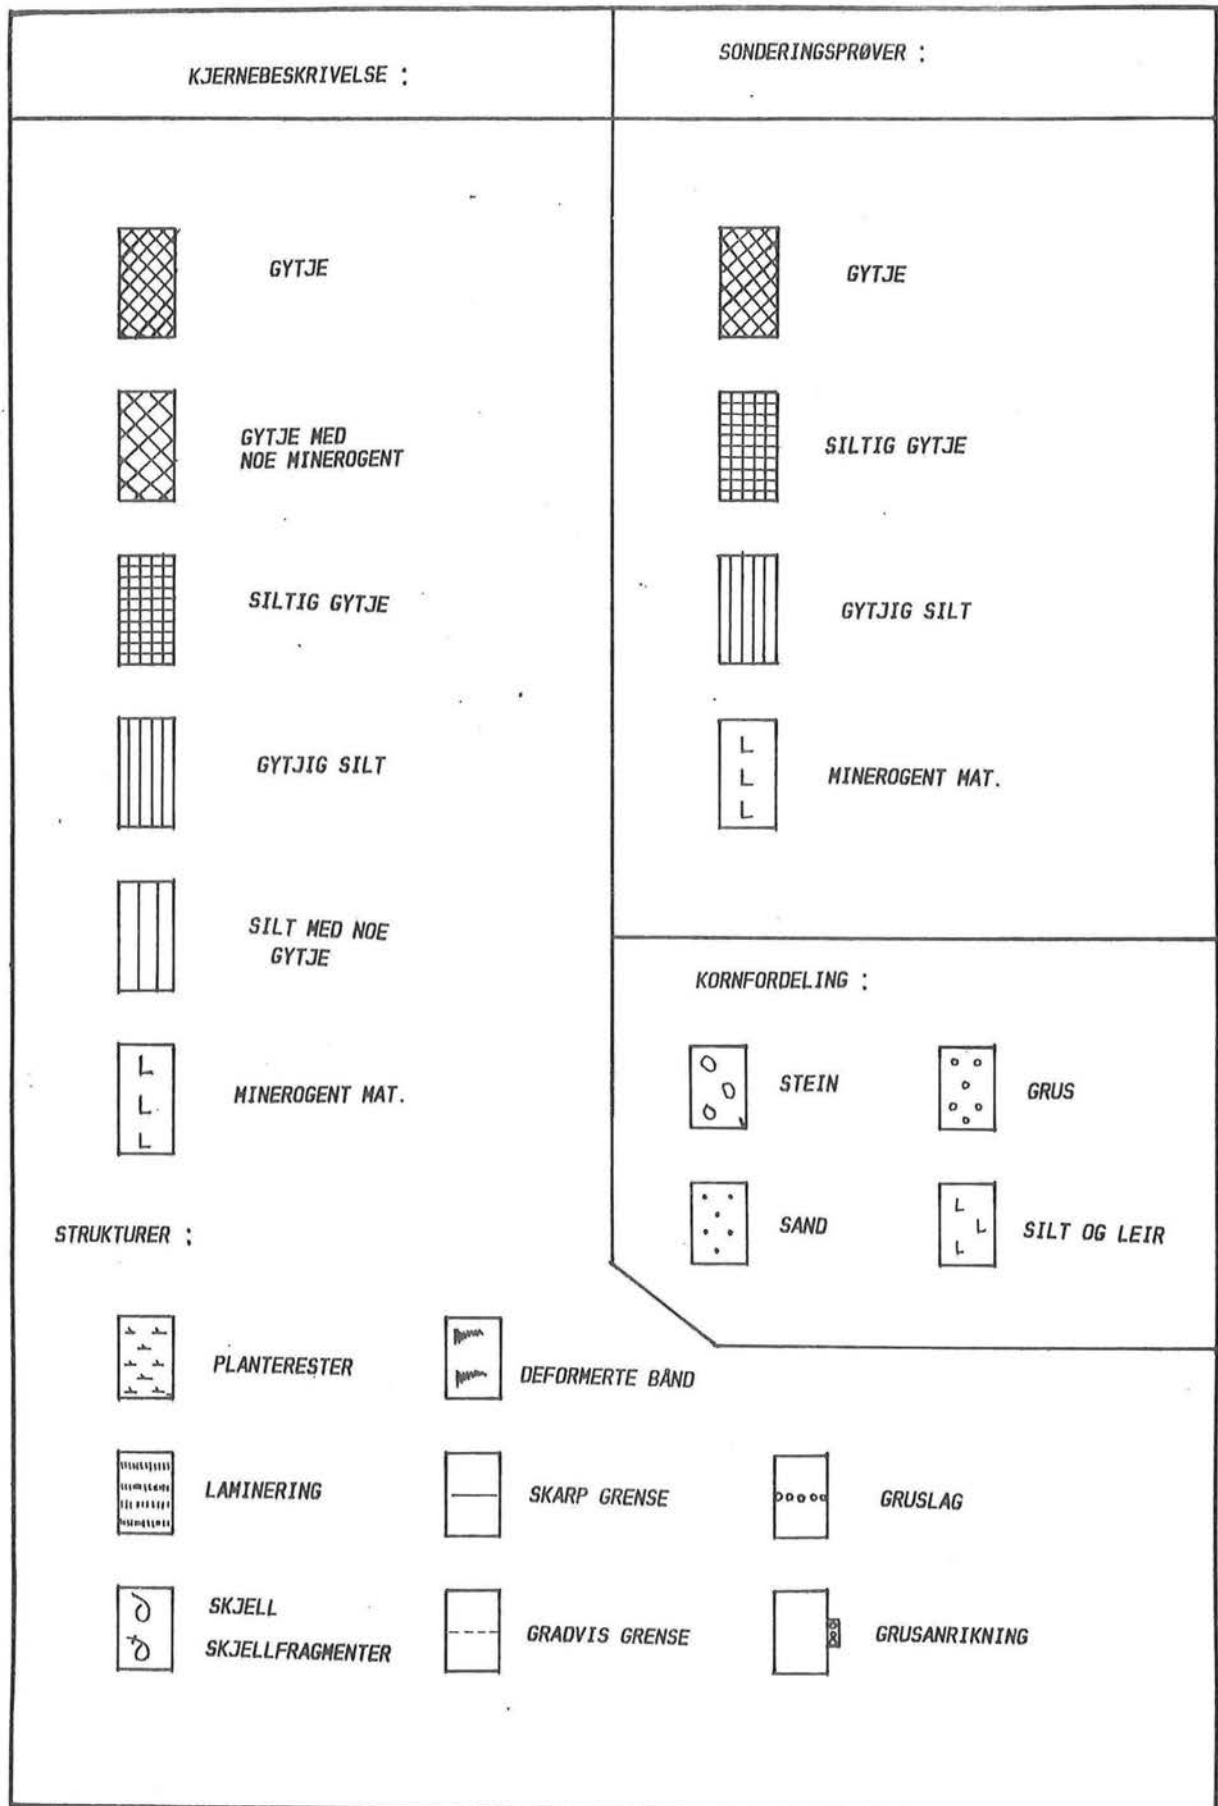 KJERNEBESKRIVELSE :
GYTJE
GYTJE MED
NOE MINEROGENT
SILTIG GYTJE
GYTJIG SILT
SILT MED NOE
GYTJE
MINEROGENT MAT.
STRUKTURER :
PLANTERESTER
DEFORMERTE BÅND
LAMINERING
SKARP GRENSE
GRUSLAG
SKJELL
SKJELLFRAGMENTER
GRADVIS GRENSE
GRUSANRIKNING
SONDERINGSPRØVER :
GYTJE
SILTIG GYTJE
GYTJIG SILT
MINEROGENT MAT.
KORNFORDELING :
STEIN
GRUS
SAND
SILT OG LEIR